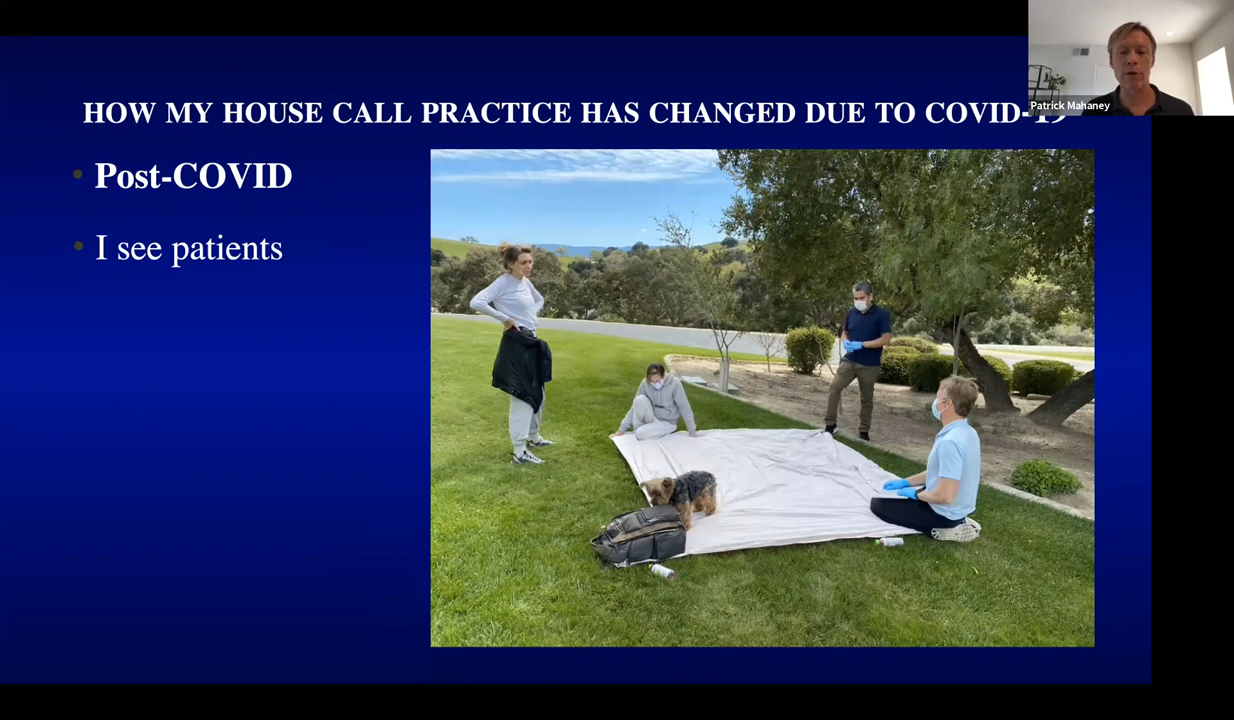 Patrick Mahaney
HOW MY HOUSE CALL PRACTICE HAS CHANGED DUE TO COVID-19
Post-COVID
I see patients